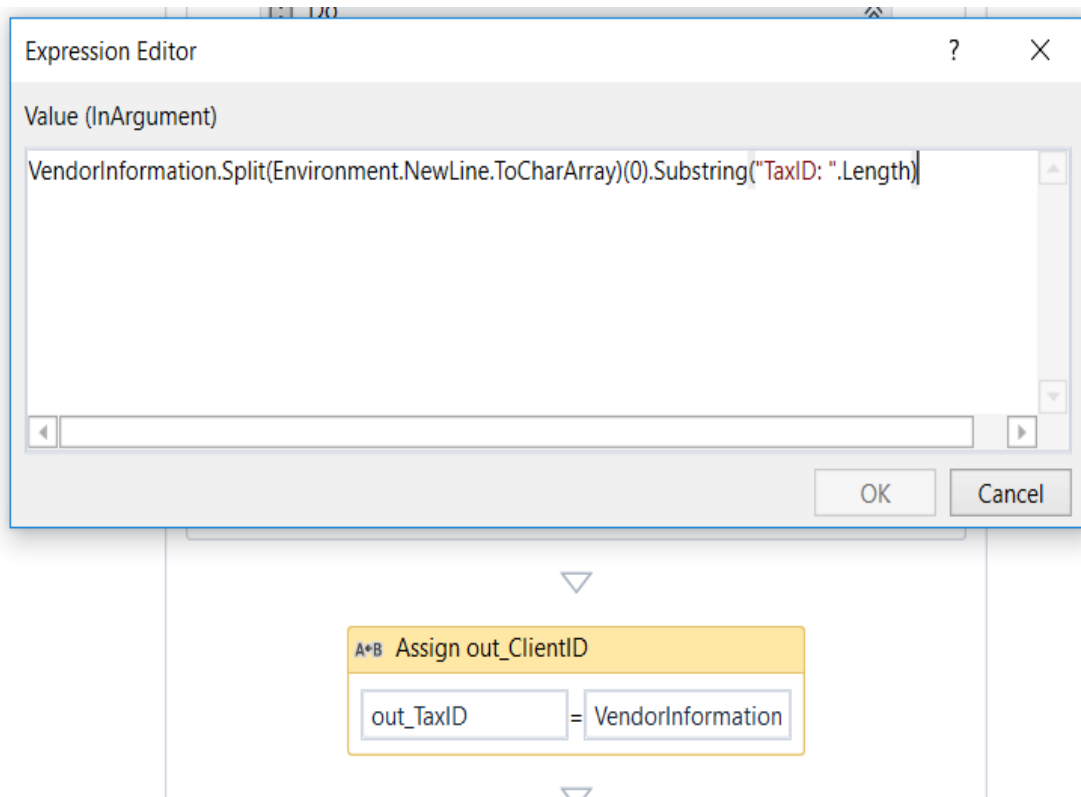 Do
Expression Editor
?
Value (InArgument)
VendorInformation.Split(Environment.NewLine.ToCharArray)(0).Substring("TaxID: ".Length)
OK Cancel
A+B Assign out_ClientID
out_TaxID = VendorInformation